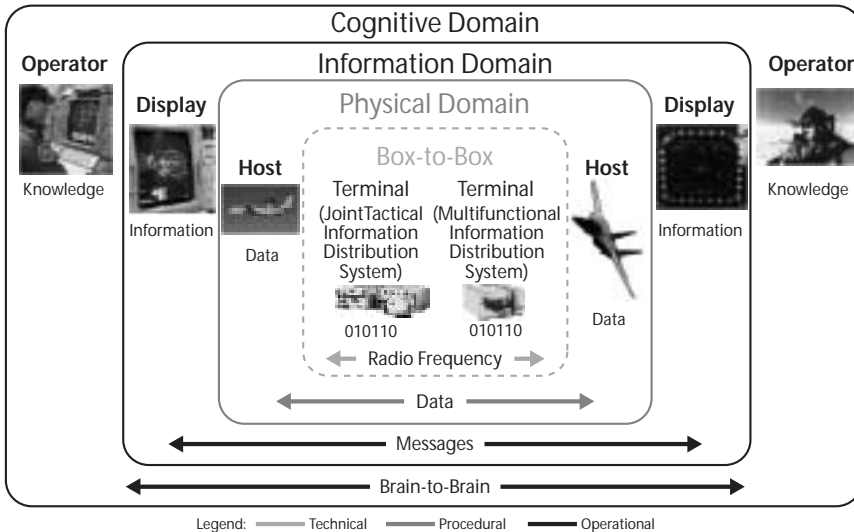 Cognitive Domain
Operator
Information Domain
Operator
Display
Physical Domain
Display
Host
Box-to-Box
Host
Terminal
(JointTactical
Information
Distribution
System)
Terminal
(Multifunctional
Information
Distribution
System)
Knowledge
Information
Data
Information
Knowledge
Data
010110
010110
Radio Frequency
Data
Messages
Brain-to-Brain
Legend: Technical Procedural Operational